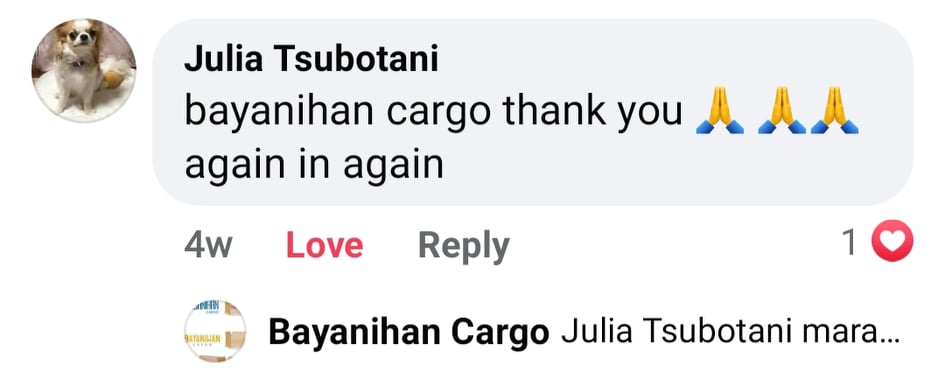 Julia Tsubotani
bayanihan cargo thank you 🙏 🙏🙏
again in again
4w Love Reply 1
BAYANIHAN
CARGO
Bayanihan Cargo Julia Tsubotani mara...